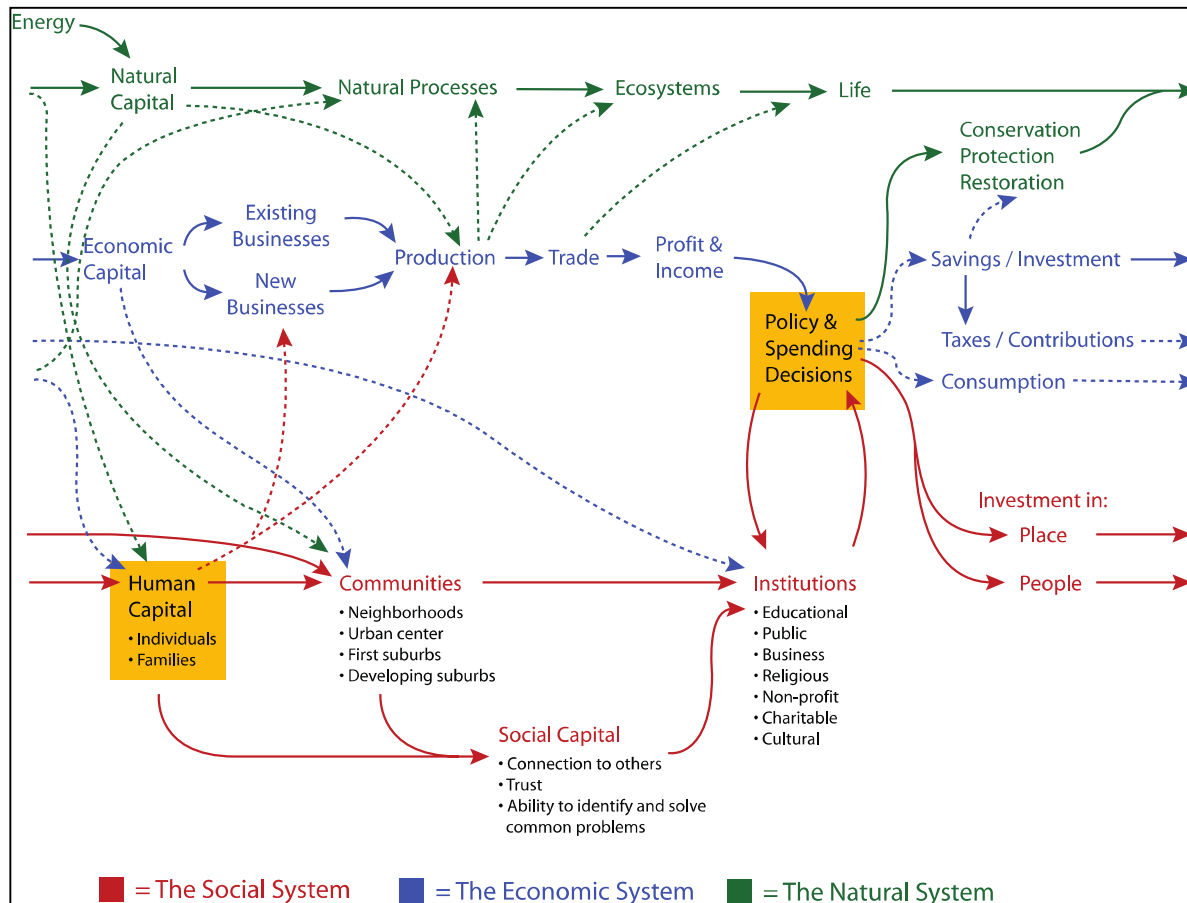 Energy
Natural
Capital
Natural Processes
Ecosystems
Life
Conservation
Protection
Restoration
Economic
Capital
Existing
Businesses
New
Businesses
Production
Trade
Profit &
Income
Policy &
Spending
Decisions
Savings / Investment
Taxes / Contributions
Consumption
Investment in:
Place
People
Human
Capital
• Individuals
• Families
Communities
• Neighborhoods
• Urban center
• First suburbs
• Developing suburbs
Institutions
• Educational
• Public
• Business
• Religious
• Non-profit
• Charitable
• Cultural
Social Capital
• Connection to others
• Trust
• Ability to identify and solve
common problems
= The Social System
= The Economic System
= The Natural System